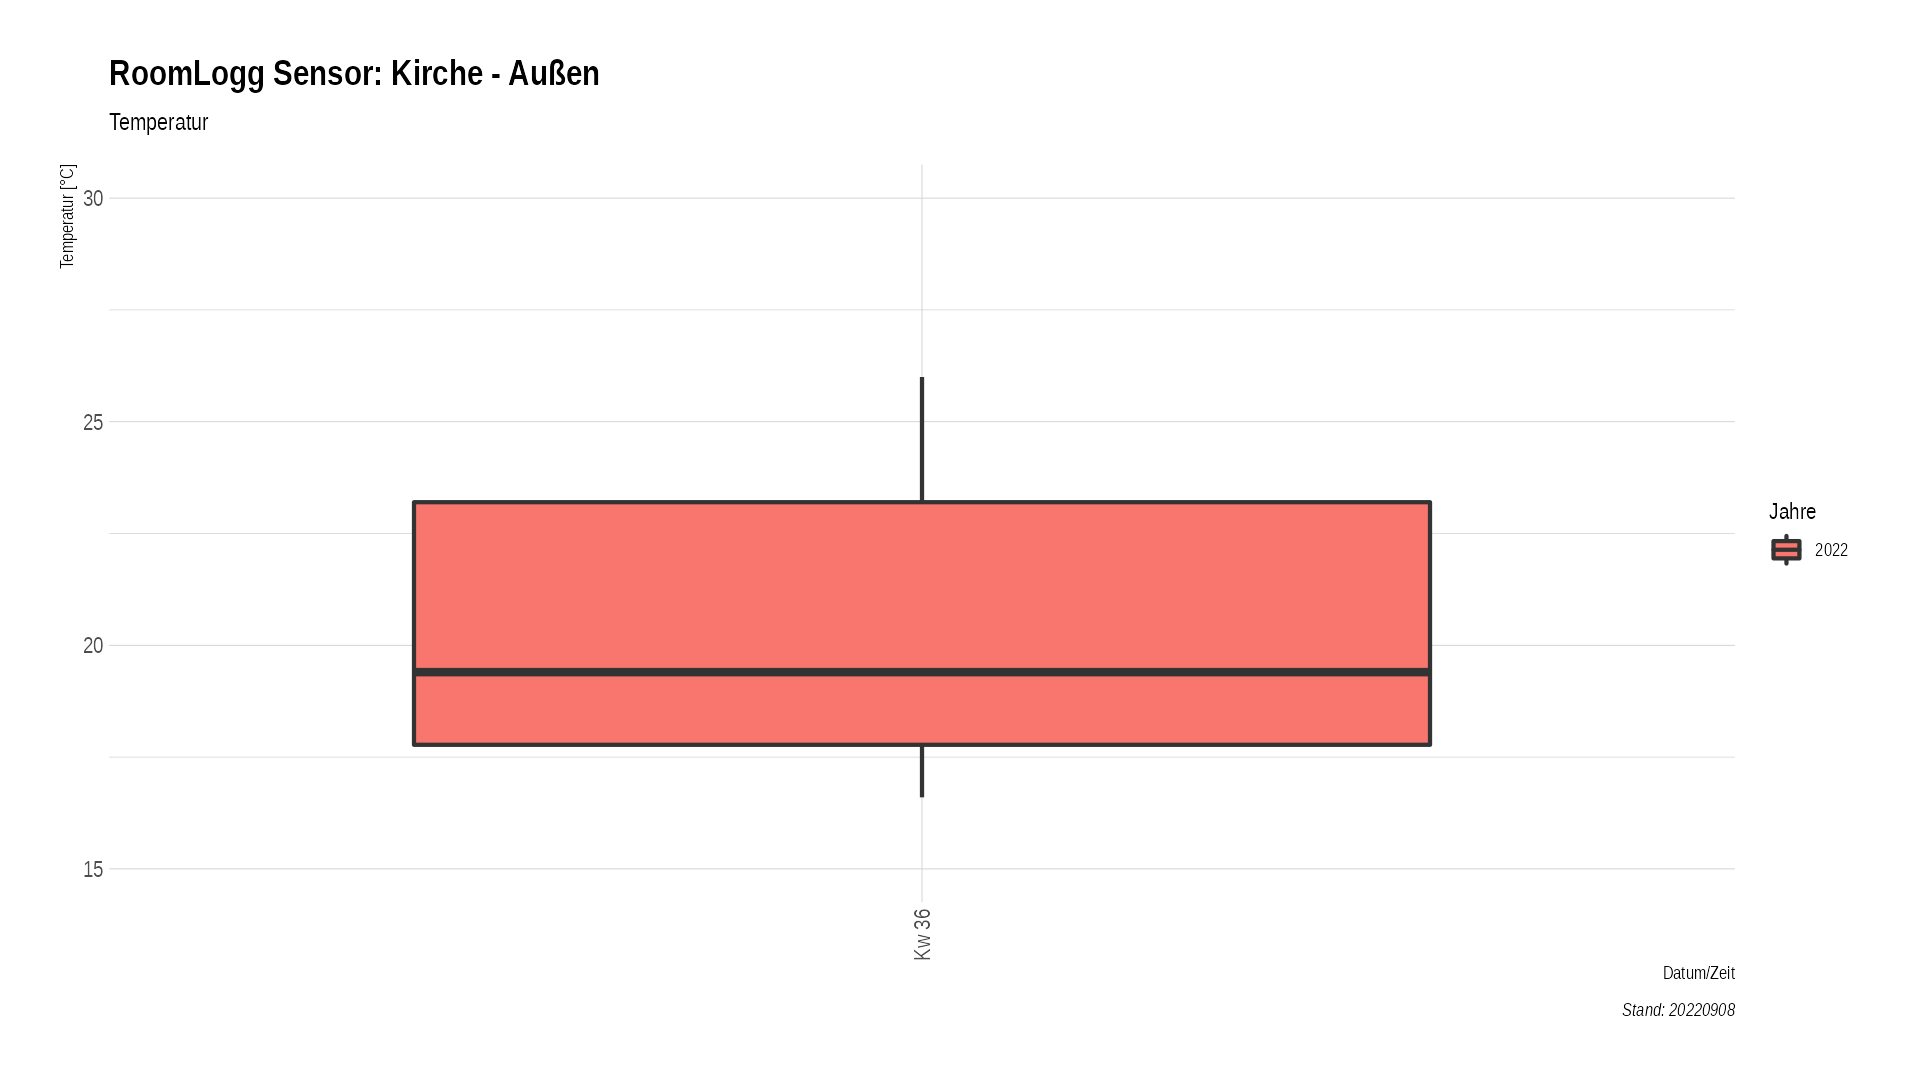 RoomLogg Sensor: Kirche - Außen
Temperatur
Temperatur [°C]
30
25
20
15
Kw 36
Jahre
2022
Datum/Zeit
Stand: 20220908